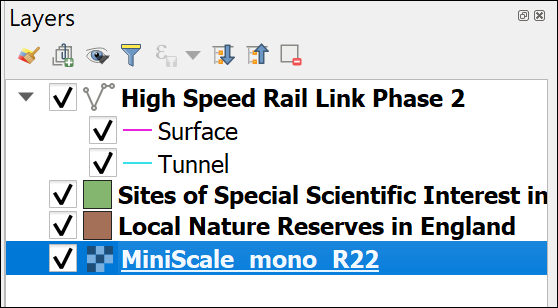 Layers
High Speed Rail Link Phase 2
Surface
Tunnel
Sites of Special Scientific Interest in
Local Nature Reserves in England
MiniScale_mono_R22